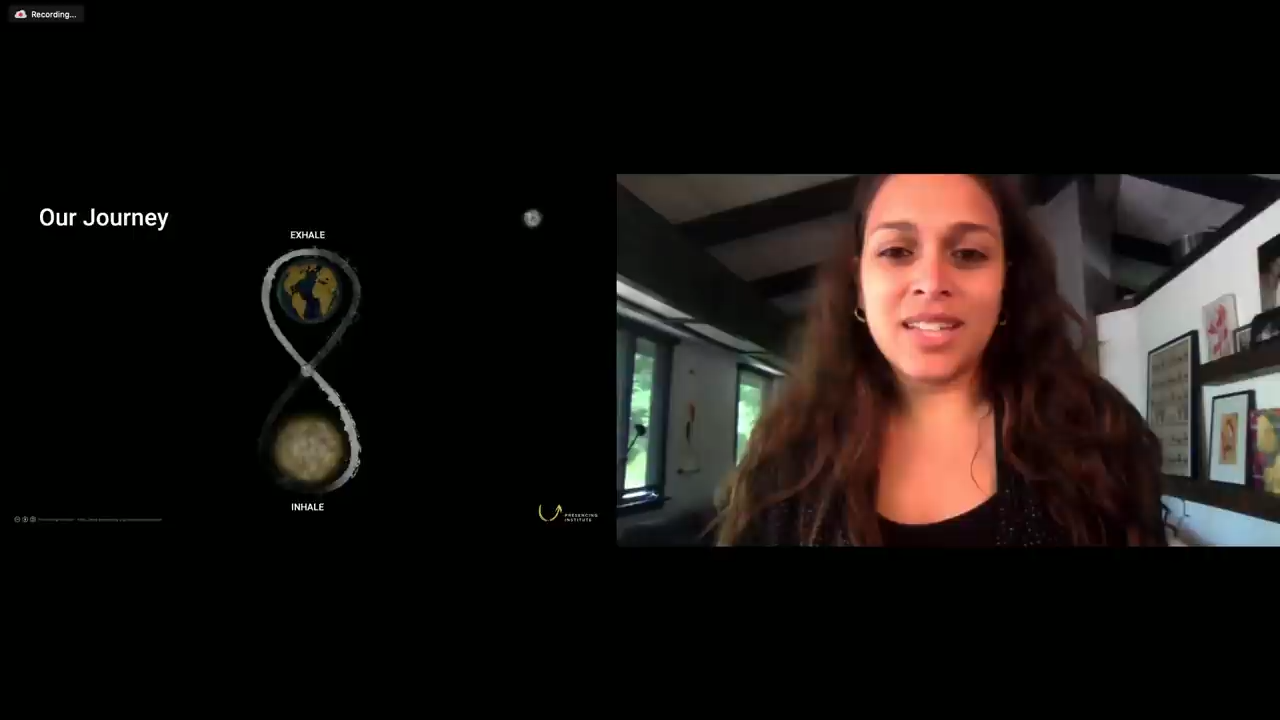 Recording...
Our Journey
EXHALE
INHALE
PRESENCING
INSTITUTE